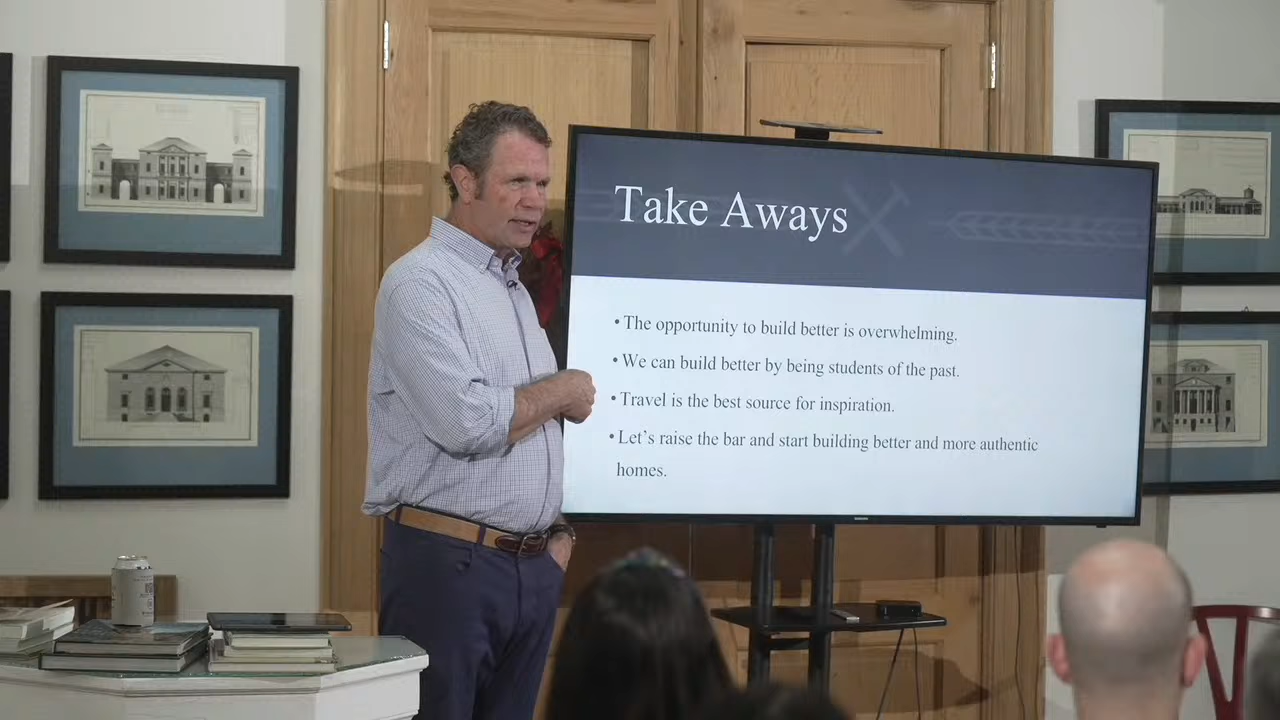 Take Aways
• The opportunity to build better is overwhelming.
• We can build better by being students of the past.
• Travel is the best source for inspiration.
• Let's raise the bar and start building better and more authentic
homes.